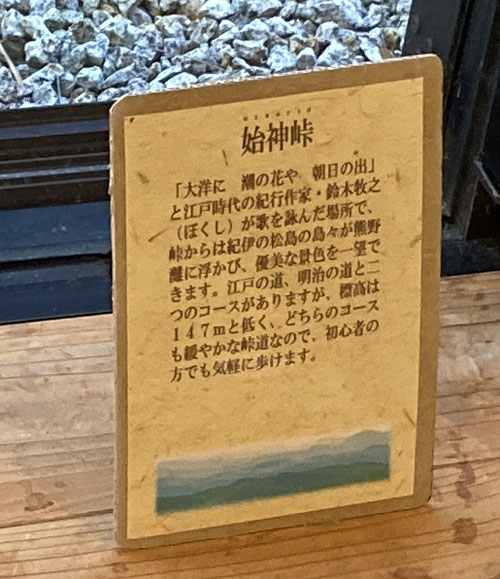 始神峠
「大洋に　潮の花や　朝日の出」
と江戸時代の紀行作家・鈴木牧之
（ぼくし）が歌を詠んだ場所で、
峠からは紀伊の松島の島々が熊野
灘に浮かび、優美な景色を一望で
きます。江戸の道、明治の道と二
つのコースがありますが、標高は
１４７ｍと低く、どちらのコース
も緩やかな峠道なので、初心者の
方でも気軽に歩けます。